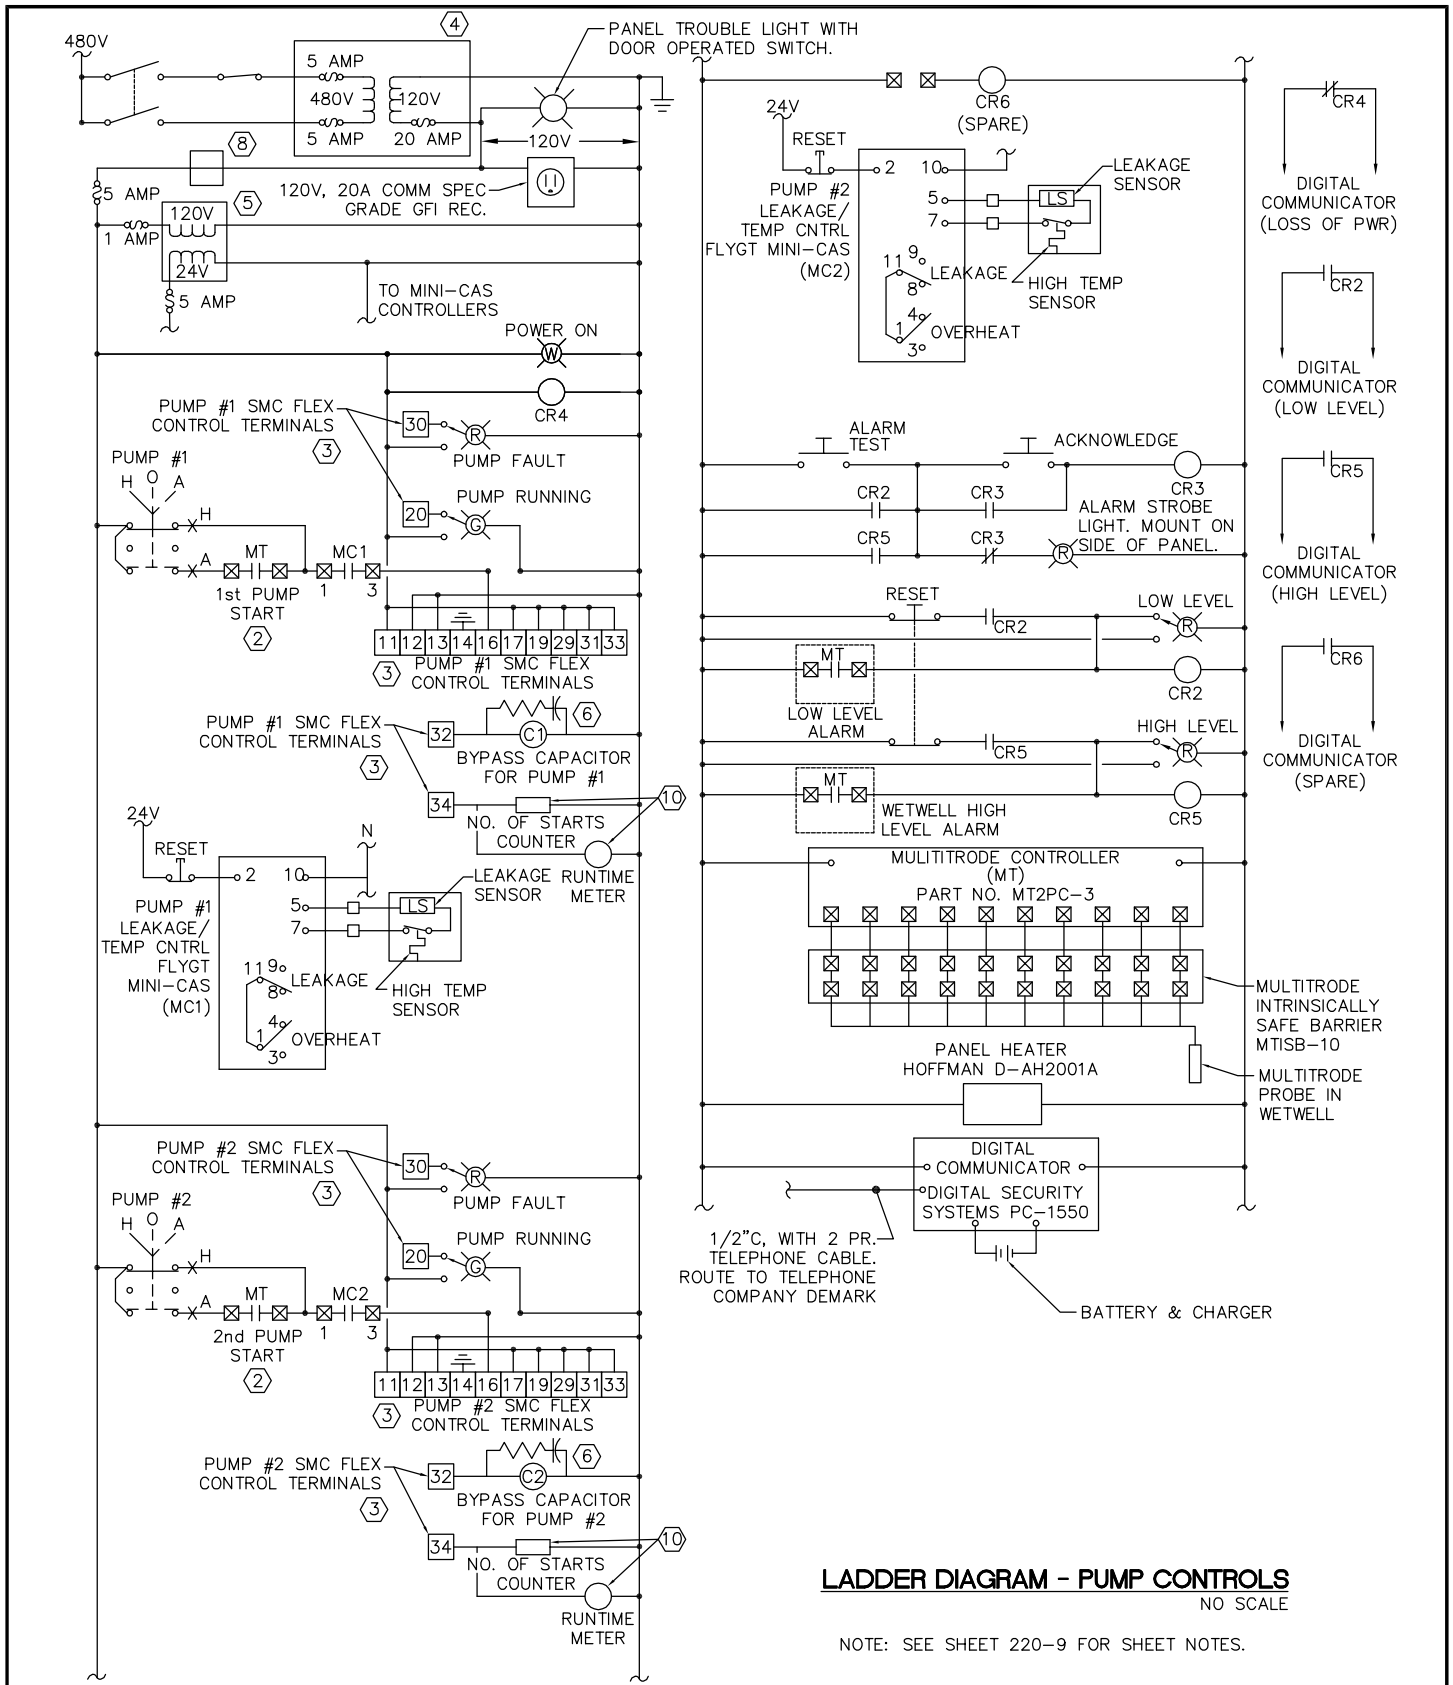 480V
4
5 AMP
480V
120V
5 AMP
20 AMP
PANEL TROUBLE LIGHT WITH
DOOR OPERATED SWITCH.
120V
8
5 AMP
120V, 20A COMM SPEC
GRADE GFI REC.
120V
5
1 AMP
24V
5 AMP
TO MINI-CAS
CONTROLLERS
POWER ON
W
CR4
PUMP #1 SMC FLEX
CONTROL TERMINALS
3
30
R
PUMP FAULT
PUMP RUNNING
20
G
PUMP #1
H O A
H
A
MT
MC1
1st PUMP
START
2
1
3
11 12 13 14 16 17 19 29 31 33
3
PUMP #1 SMC FLEX
CONTROL TERMINALS
PUMP #1 SMC FLEX
CONTROL TERMINALS
3
32
C1
6
BYPASS CAPACITOR
FOR PUMP #1
34
10
NO. OF STARTS
COUNTER
RUNTIME
METER
24V
N
RESET
2
10
5
7
PUMP #1
LEAKAGE/
TEMP CNTRL
FLYGT
MINI-CAS
(MC1)
LS
LEAKAGE
SENSOR
11
9
8
LEAKAGE
4
1
3
OVERHEAT
HIGH TEMP
SENSOR
PUMP #2 SMC FLEX
CONTROL TERMINALS
3
30
R
PUMP FAULT
PUMP RUNNING
20
G
PUMP #2
H O A
H
A
MT
MC2
2nd PUMP
START
2
1
3
11 12 13 14 16 17 19 29 31 33
3
PUMP #2 SMC FLEX
CONTROL TERMINALS
PUMP #2 SMC FLEX
CONTROL TERMINALS
3
32
C2
6
BYPASS CAPACITOR
FOR PUMP #2
34
10
NO. OF STARTS
COUNTER
RUNTIME
METER
CR6
(SPARE)
24V
RESET
2
10
5
7
PUMP #2
LEAKAGE/
TEMP CNTRL
FLYGT MINI-CAS
(MC2)
LS
LEAKAGE
SENSOR
11
9
8
LEAKAGE
4
1
3
OVERHEAT
HIGH TEMP
SENSOR
ALARM
TEST
ACKNOWLEDGE
CR3
CR2
CR3
CR5
CR3
R
ALARM STROBE
LIGHT. MOUNT ON
SIDE OF PANEL.
RESET
CR2
LOW LEVEL
R
MT
CR2
LOW LEVEL
ALARM
CR5
HIGH LEVEL
R
MT
CR5
WETWELL HIGH
LEVEL ALARM
MULTITRODE CONTROLLER
(MT)
PART NO. MT2PC-3
MULTITRODE
INTRINSICALLY
SAFE BARRIER
MTISB-10
MULTITRODE
PROBE IN
WETWELL
PANEL HEATER
HOFFMAN D-AH2001A
DIGITAL
COMMUNICATOR
DIGITAL SECURITY
SYSTEMS PC-1550
1/2"C, WITH 2 PR.
TELEPHONE CABLE.
ROUTE TO TELEPHONE
COMPANY DEMARK
BATTERY & CHARGER
CR4
DIGITAL
COMMUNICATOR
(LOSS OF PWR)
CR2
DIGITAL
COMMUNICATOR
(LOW LEVEL)
CR5
DIGITAL
COMMUNICATOR
(HIGH LEVEL)
CR6
DIGITAL
COMMUNICATOR
(SPARE)
LADDER DIAGRAM - PUMP CONTROLS
NO SCALE
NOTE: SEE SHEET 220-9 FOR SHEET NOTES.